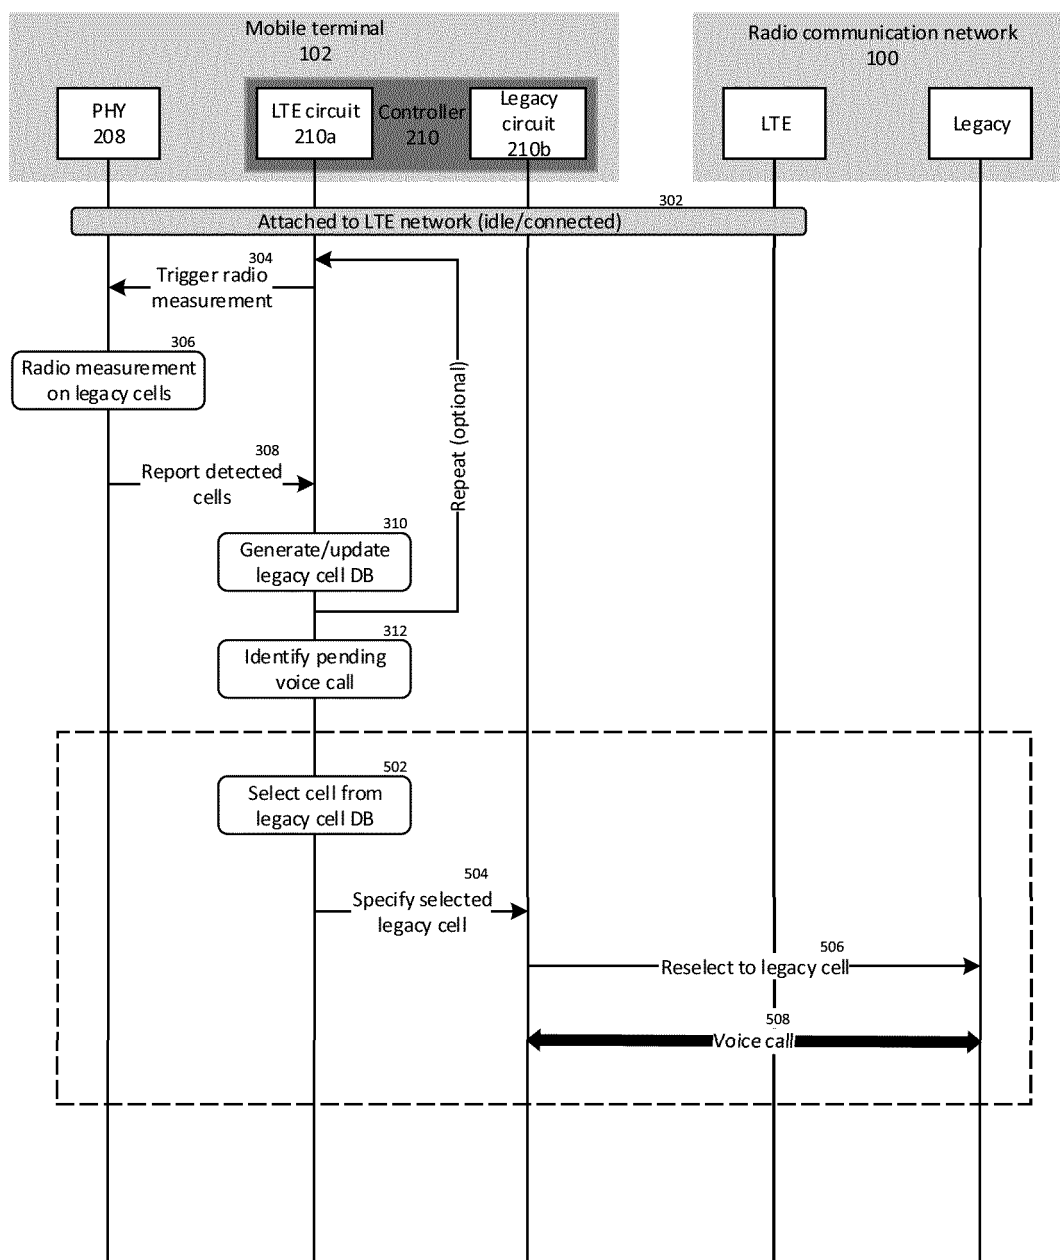 Mobile terminal
102
Radio communication network
100
PHY
208
LTE circuit
210a
Controller
210
Legacy
circuit
210b
LTE
Legacy
302
Attached to LTE network (idle/connected)
304
Trigger radio
measurement
306
Radio measurement
on legacy cells
Repeat (optional)
308
Report detected
cells
310
Generate/update
legacy cell DB
312
Identify pending
voice call
502
Select cell from
legacy cell DB
504
Specify selected
legacy cell
506
Reselect to legacy cell
508
Voice call